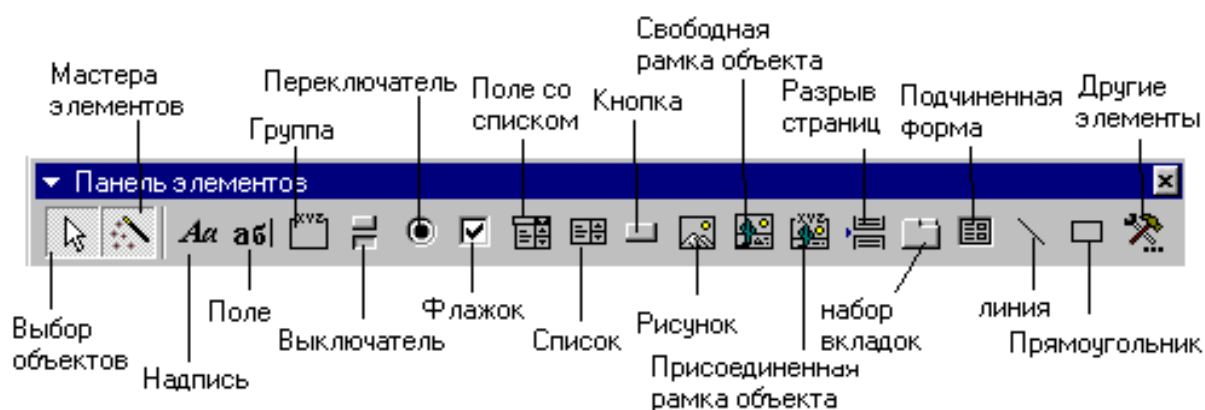 Свободная
рамка объекта
Мастера
элементов
Переключатель
Поле со
списком
Кнопка
Разрыв
страниц
Подчиненная
форма
Другие
элементы
Группа
Панель элементов
Aa
аб|
XYZ
XYZ
Поле
Флажок
набор
вкладок
линия
Выбор
объектов
Выключатель
Список
Рисунок
Прямоугольник
Надпись
Присоединенная
рамка объекта